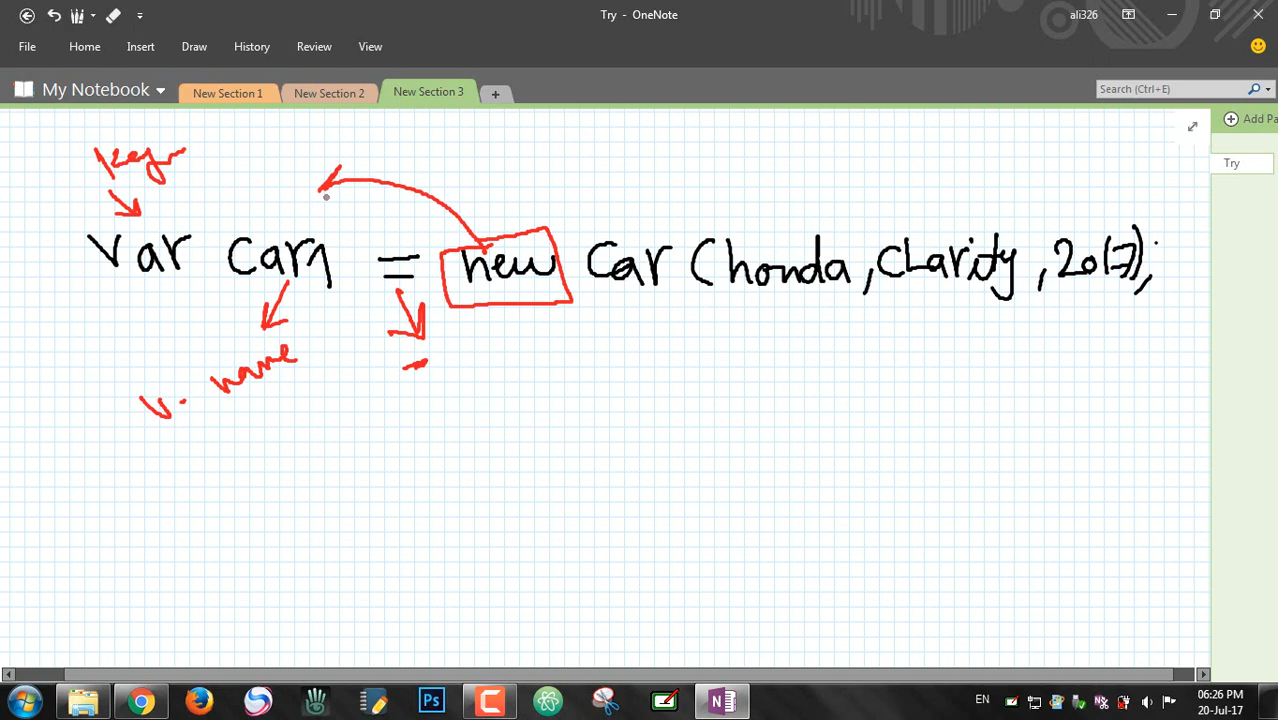 Try - OneNote
ali326
File Home Insert Draw History Review View
My Notebook New Section 1 New Section 2 New Section 3 +
Search (Ctrl+E)
Add Pa
Try
key
Var Car1 = new Car (honda, Clarity, 2017);
V. name
Ps
N
EN
06:26 PM
20-Jul-17